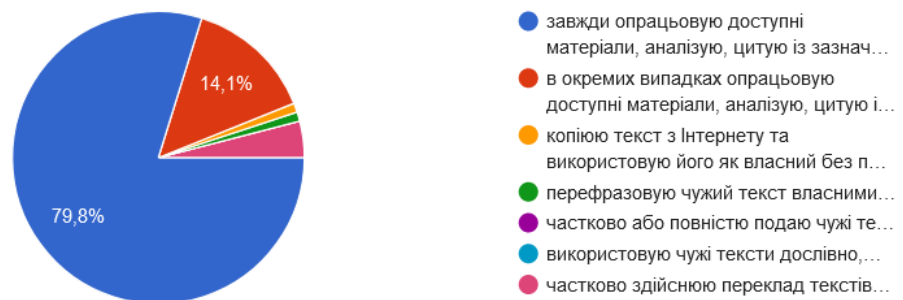 79,8%
14,1%
завжди опрацьовую доступні
матеріали, аналізую, цитую із зазнач…
в окремих випадках опрацьовую
доступні матеріали, аналізую, цитую і…
копіюю текст з Інтернету та
використовую його як власний без п…
перефразовую чужий текст власними…
частково або повністю подаю чужі те…
використовую чужі тексти дослівно,…
частково здійснюю переклад текстів…